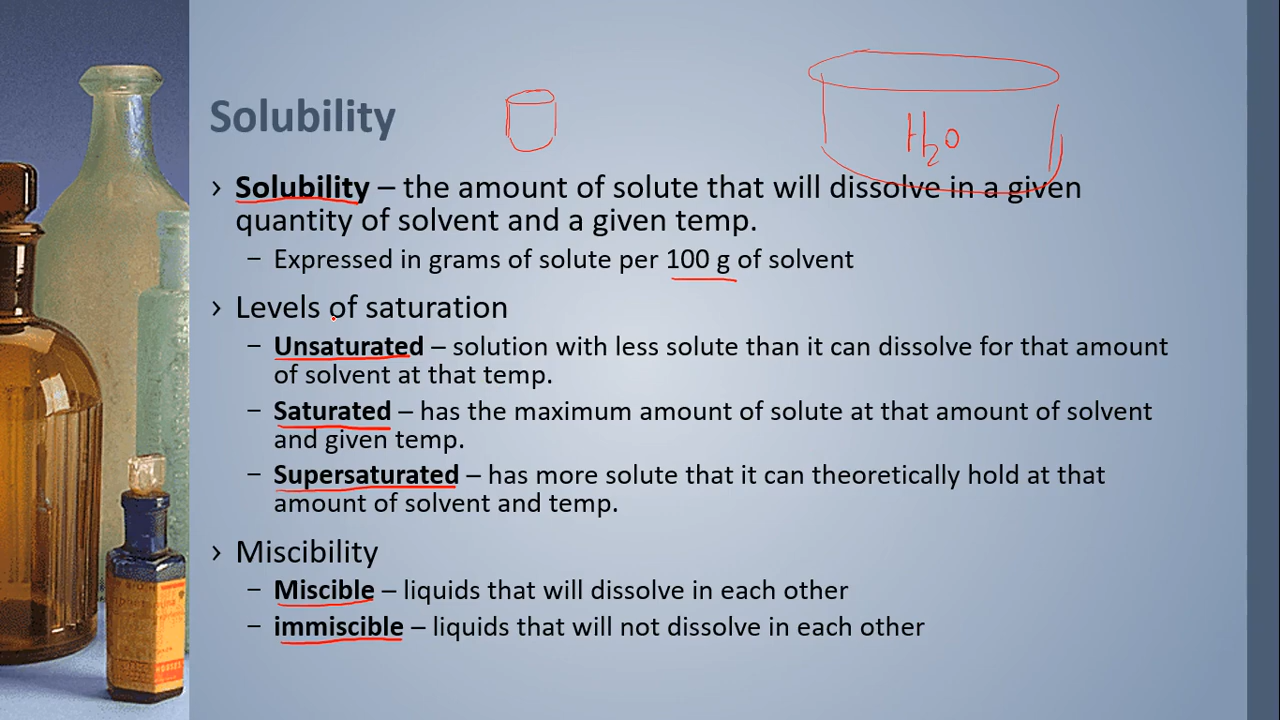 H₂O
Solubility
› Solubility – the amount of solute that will dissolve in a given
quantity of solvent and a given temp.
– Expressed in grams of solute per 100 g of solvent
› Levels of saturation
– Unsaturated – solution with less solute than it can dissolve for that amount
of solvent at that temp.
– Saturated – has the maximum amount of solute at that amount of solvent
and given temp.
– Supersaturated – has more solute that it can theoretically hold at that
amount of solvent and temp.
› Miscibility
– Miscible – liquids that will dissolve in each other
– immiscible – liquids that will not dissolve in each other